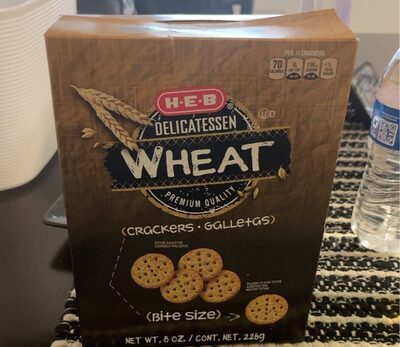 PER 11 CRACKERS
70 CALORIES
H-E-B
DELICATESSEN
WHEAT
PREMIUM QUALITY
(CRACKERS • GALLETAS)
(BITE SIZE)
NET WT. 8 OZ. / CONT. NET. 226g